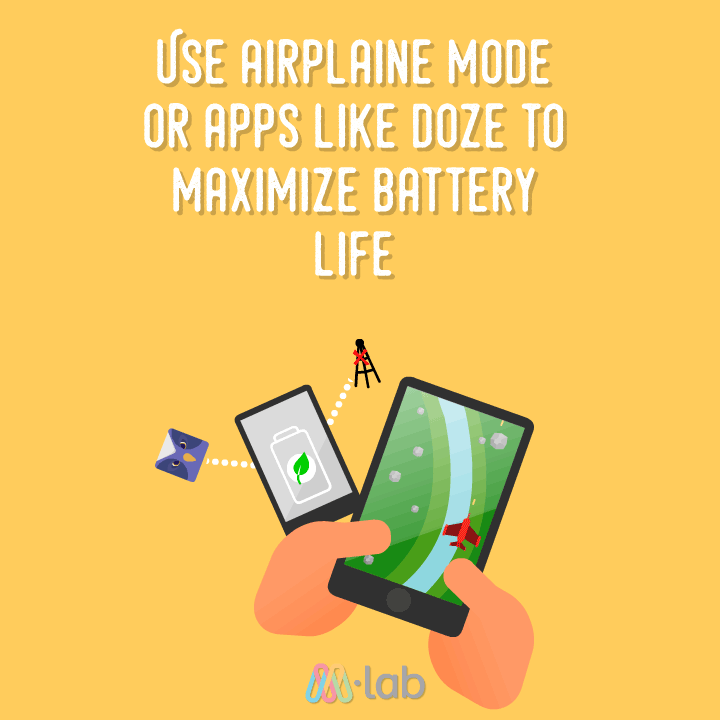 Use airplaine mode
or apps like Doze to
maximize battery
life
M·lab